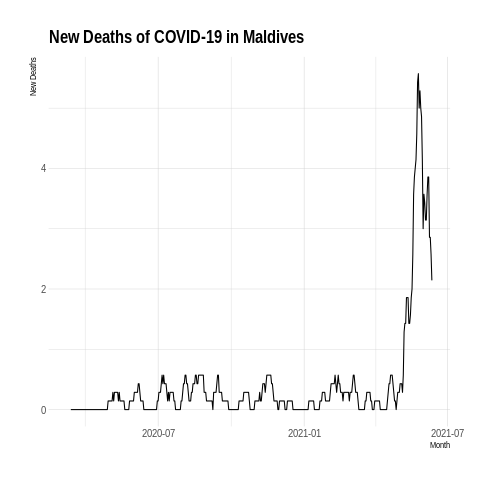 New Deaths of COVID-19 in Maldives
New Deaths
4
2
0
2020-07
2021-01
2021-07
Month